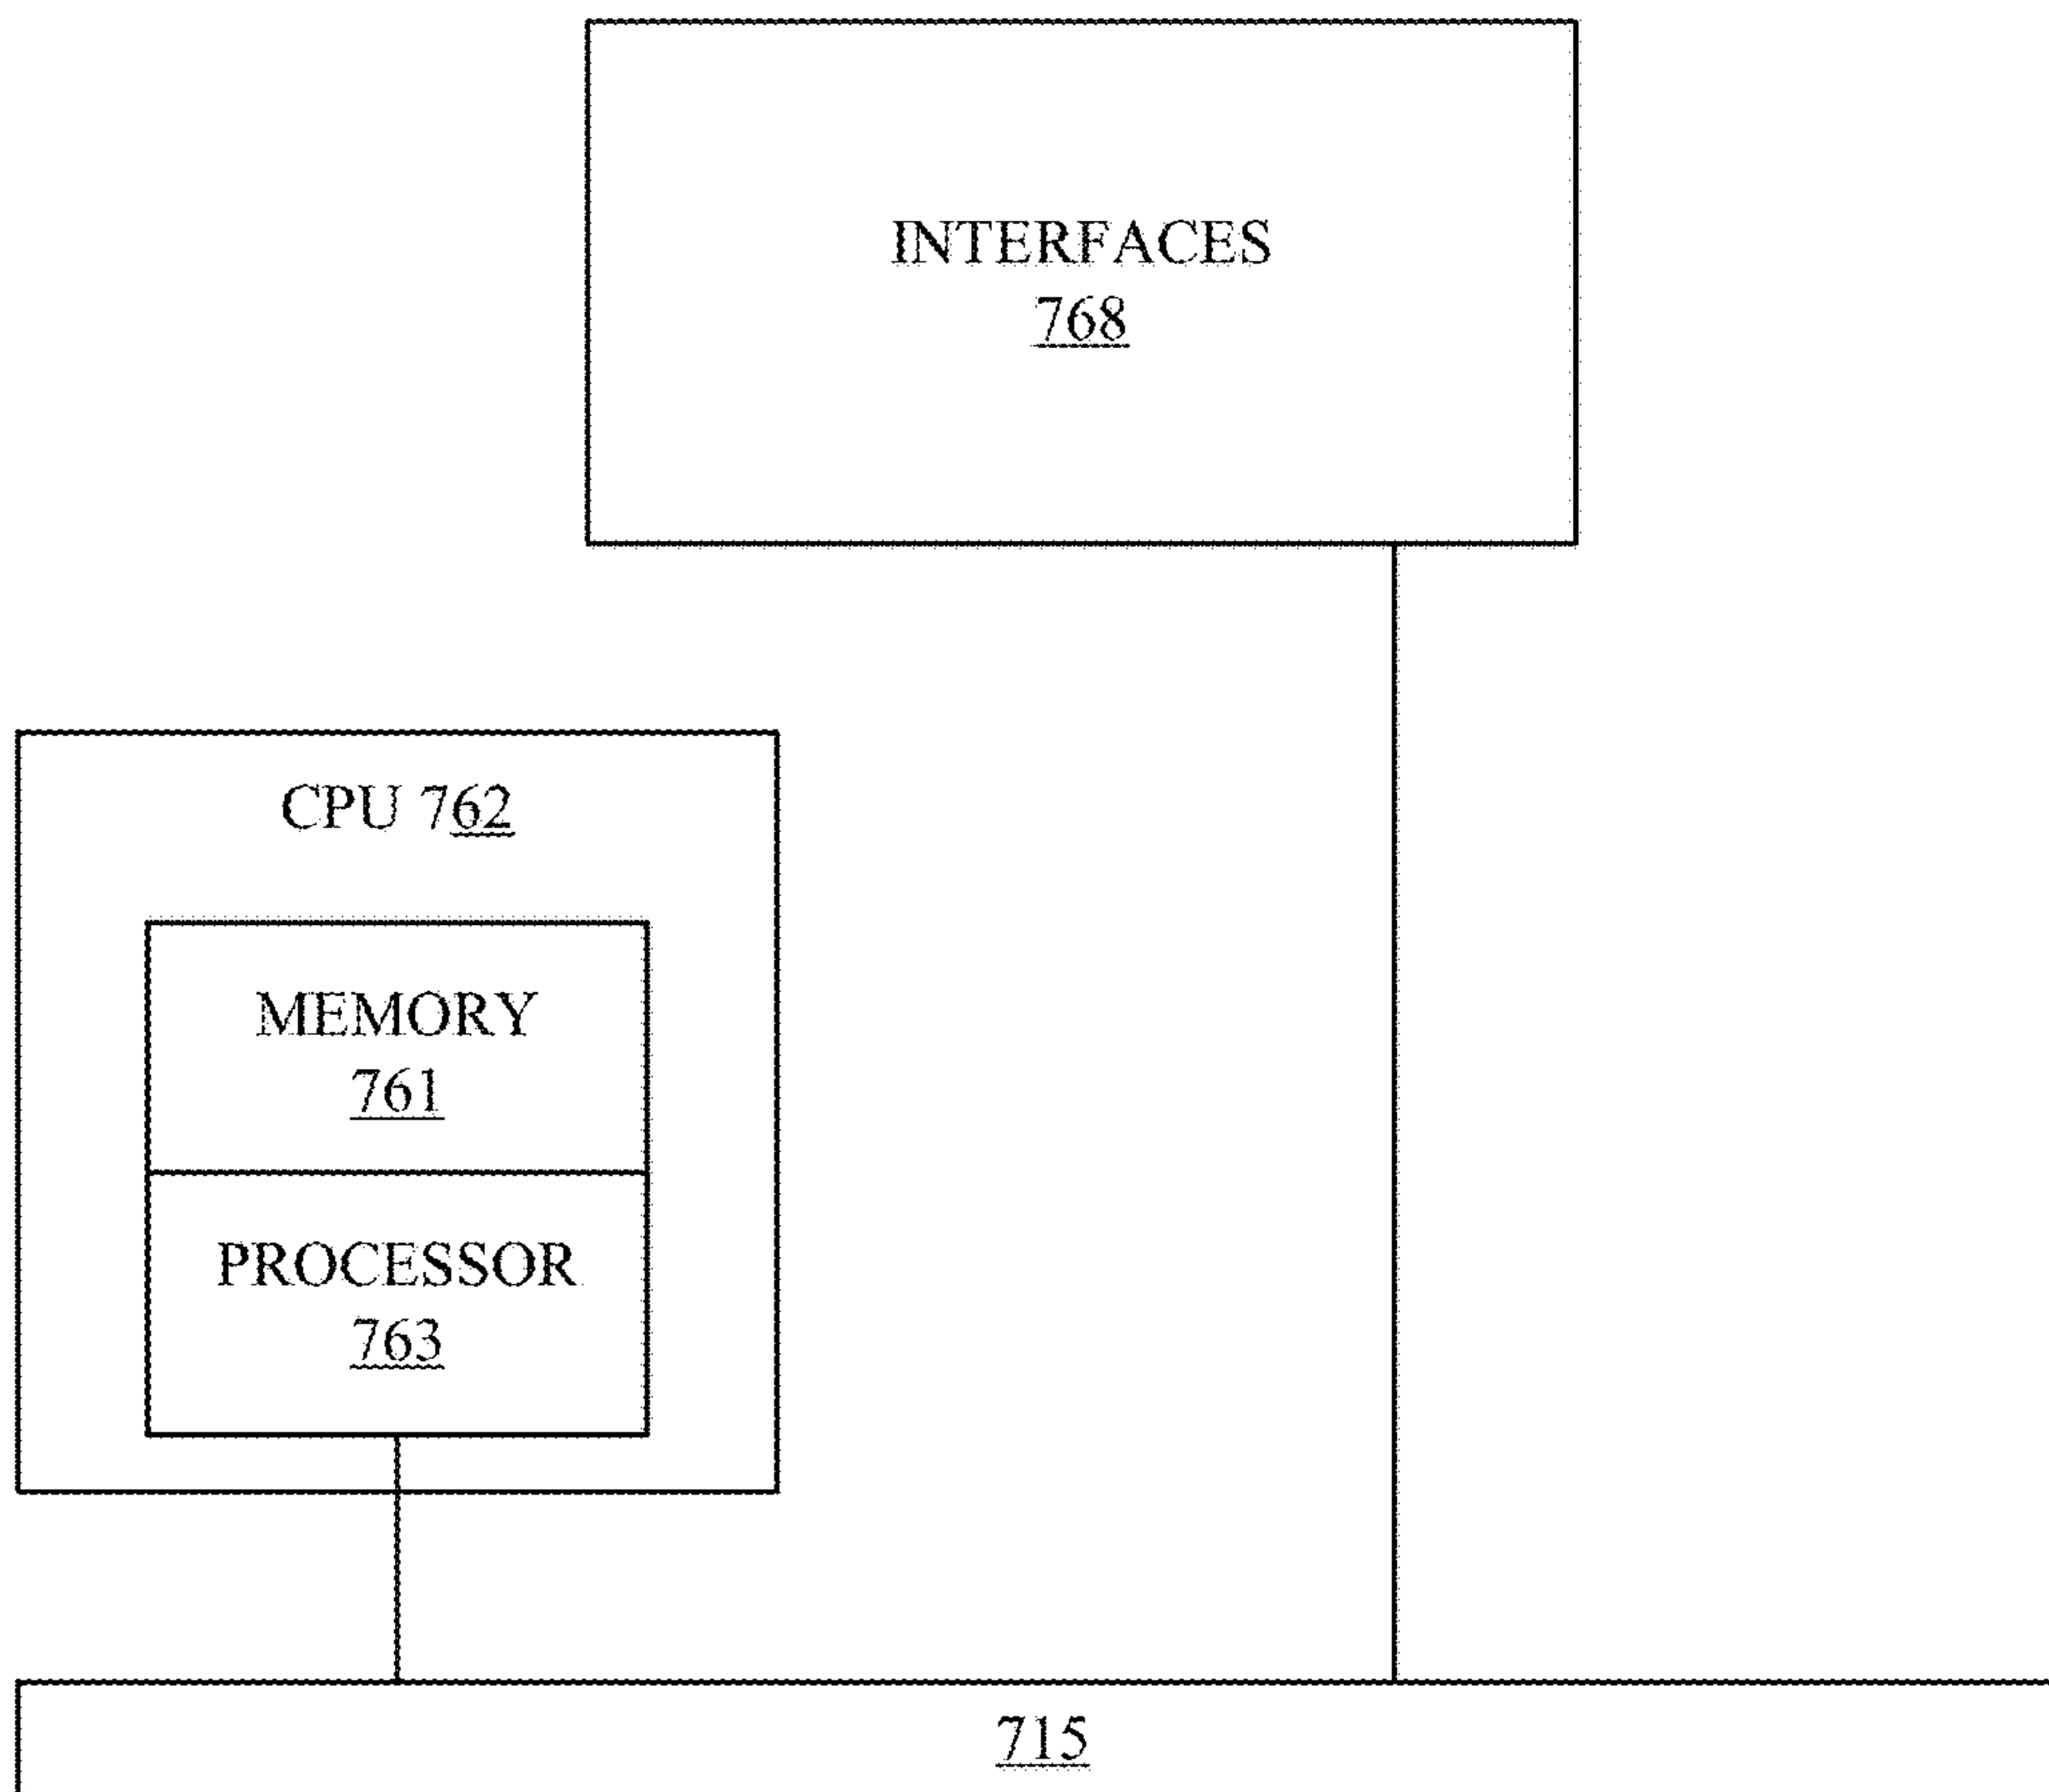 INTERFACES
768
CPU 762
MEMORY
761
PROCESSOR
763
715